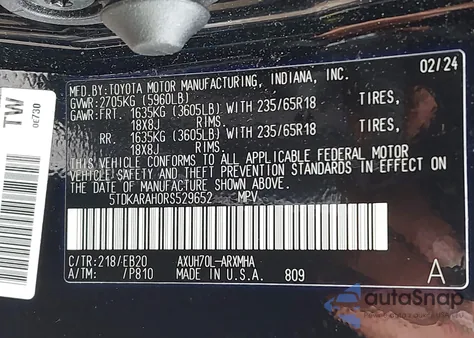 MFD.BY:TOYOTA MOTOR MANUFACTURING, INDIANA, INC. 02/24
GVWR:2705KG (5960LB)
GAWR:FRT. 1635KG (3605LB) WITH 235/65R18 TIRES,
18X8J RIMS.
RR. 1635KG (3605LB) WITH 235/65R18 TIRES,
18X8J RIMS.
THIS VEHICLE CONFORMS TO ALL APPLICABLE FEDERAL MOTOR
VEHICLE SAFETY AND THEFT PREVENTION STANDARDS IN EFFECT ON
THE DATE OF MANUFACTURE SHOWN ABOVE.
5TDKARAH0RS529652 MPV
C/TR:218/EB20 AXUH70L-ARXMHA
A/TM: /P810 MADE IN U.S.A. 809 A
TW
0E730
autoSnap